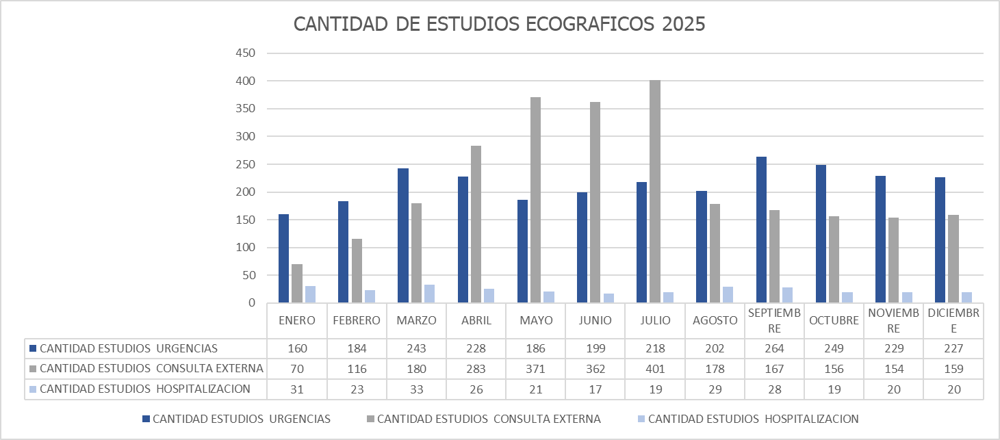 CANTIDAD DE ESTUDIOS ECOGRAFICOS 2025
450
400
350
300
250
200
150
100
50
0
ENERO FEBRERO MARZO ABRIL MAYO JUNIO JULIO AGOSTO SEPTIEMB OCTUBRE NOVIEMB DICIEMBR
RE RE E
CANTIDAD ESTUDIOS URGENCIAS 160 184 243 228 186 199 218 202 264 249 229 227
CANTIDAD ESTUDIOS CONSULTA EXTERNA 70 116 180 283 371 362 401 178 167 156 154 159
CANTIDAD ESTUDIOS HOSPITALIZACION 31 23 33 26 21 17 19 29 28 19 20 20
CANTIDAD ESTUDIOS URGENCIAS CANTIDAD ESTUDIOS CONSULTA EXTERNA CANTIDAD ESTUDIOS HOSPITALIZACION